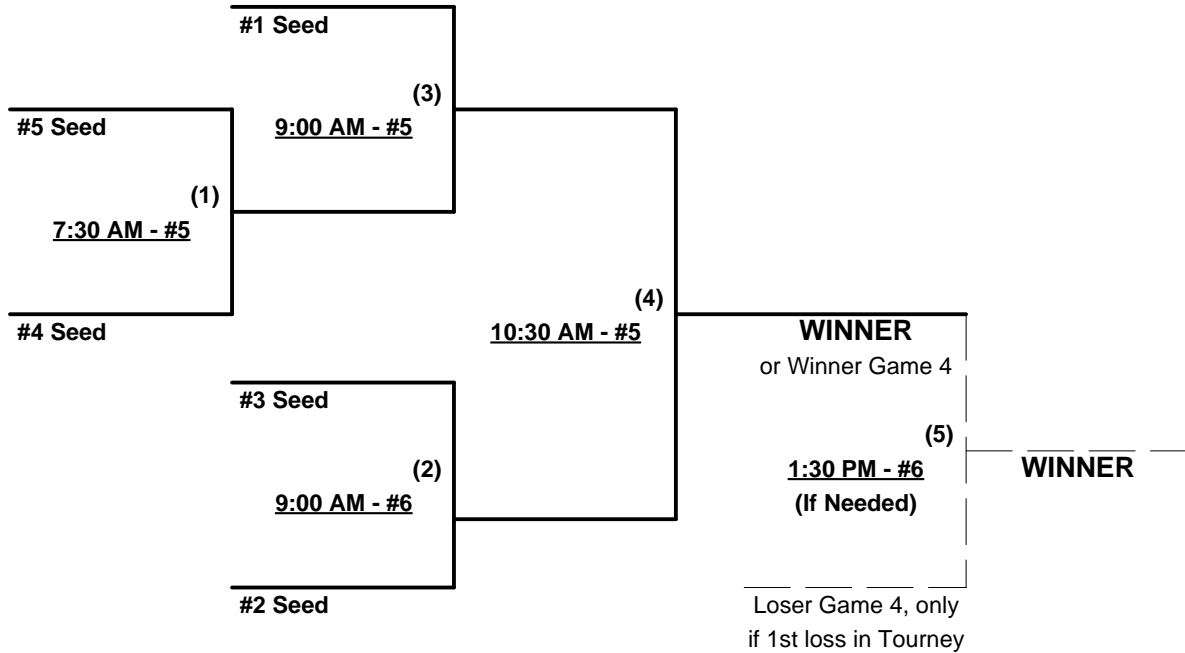 #1 Seed
(3)
9:00 AM - #5
#5 Seed
(1)
7:30 AM - #5
#4 Seed
(4)
10:30 AM - #5
WINNER
or Winner Game 4
#3 Seed
(2)
9:00 AM - #6
#2 Seed
(5)
1:30 PM - #6
(If Needed)
WINNER
Loser Game 4, only
if 1st loss in Tourney